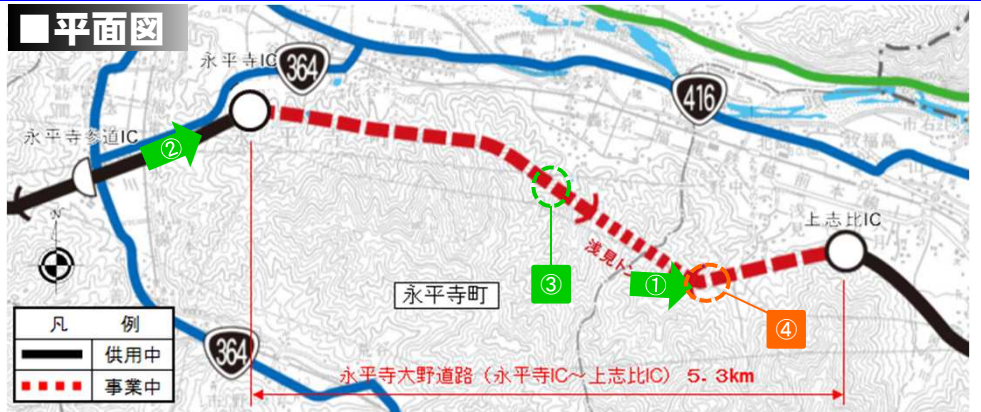 ■平面図
永平寺IC
364
416
永平寺参道IC
②
上志比IC
浅見トン
①
③
④
永平寺町
凡 例
供用中
事業中
364
永平寺大野道路（永平寺IC～上志比IC） 5.3km